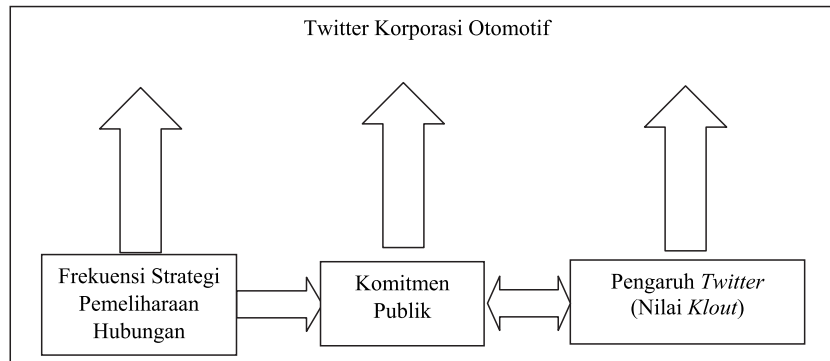 Twitter Korporasi Otomotif
Frekuensi Strategi
Pemeliharaan
Hubungan
Komitmen
Publik
Pengaruh Twitter
(Nilai Klout)